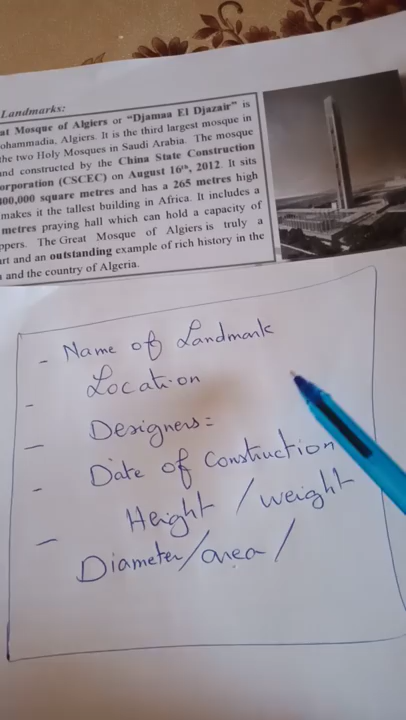 Landmarks:
at Mosque of Algiers or "Djamaa El Djazair" is
ohammadia, Algiers. It is the third largest mosque in
the two Holy Mosques in Saudi Arabia. The mosque
nd constructed by the China State Construction
orporation (CSCEC) on August 16th, 2012. It sits
400,000 square metres and has a 265 metres high
makes it the tallest building in Africa. It includes a
metres praying hall which can hold a capacity of
ppers. The Great Mosque of Algiers is truly a
art and an outstanding example of rich history in the
and the country of Algeria.
- Name of Landmark
- Location
- Designers=
- Date of Construction
- Height / weight
Diameter/area/